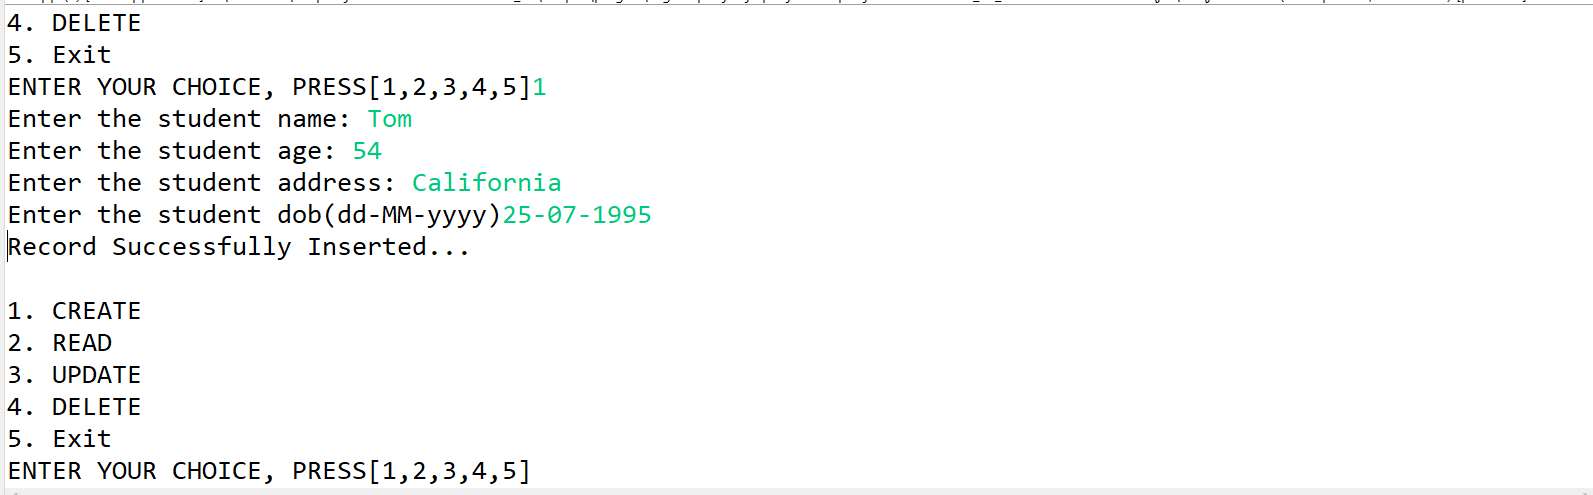 4. DELETE
5. Exit
ENTER YOUR CHOICE, PRESS[1,2,3,4,5]1
Enter the student name: Tom
Enter the student age: 54
Enter the student address: California
Enter the student dob(dd-MM-yyyy)25-07-1995
Record Successfully Inserted...
1. CREATE
2. READ
3. UPDATE
4. DELETE
5. Exit
ENTER YOUR CHOICE, PRESS[1,2,3,4,5]